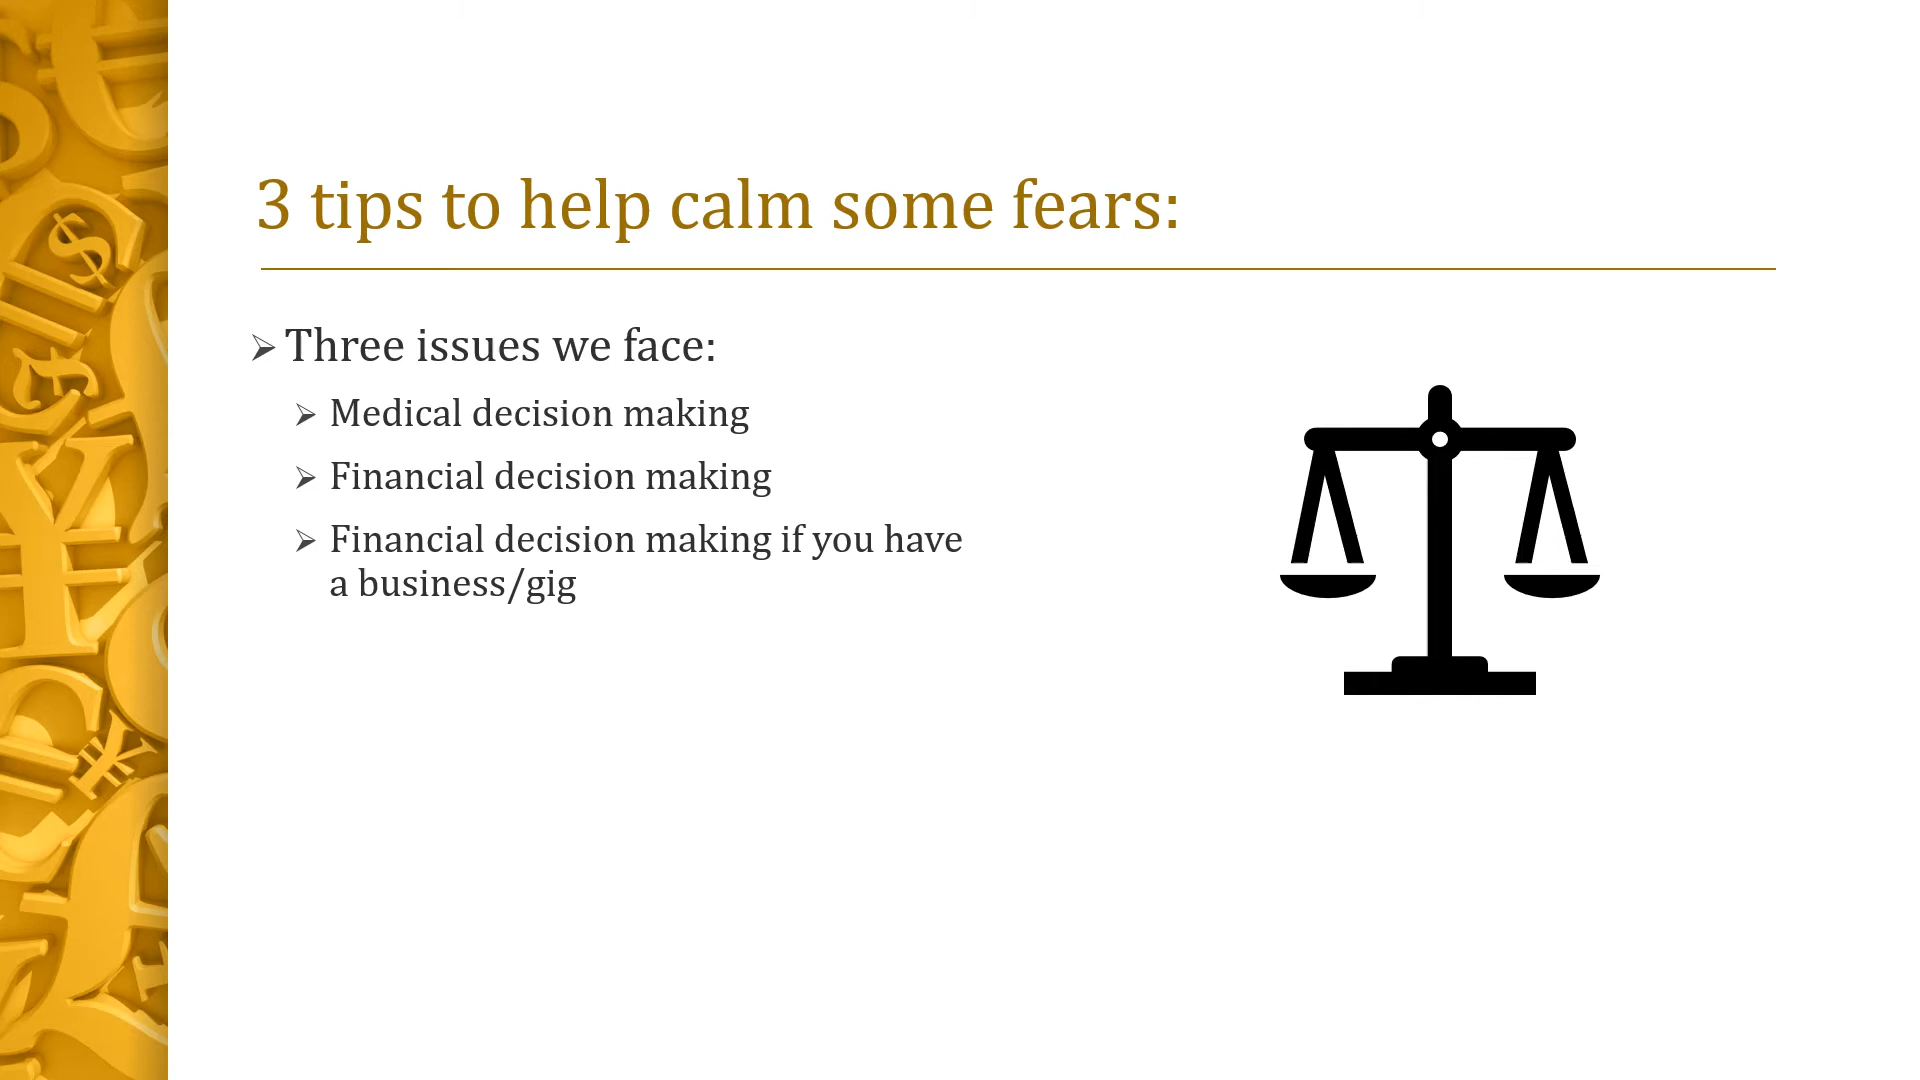 3 tips to help calm some fears:
Three issues we face:
Medical decision making
Financial decision making
Financial decision making if you have
a business/gig